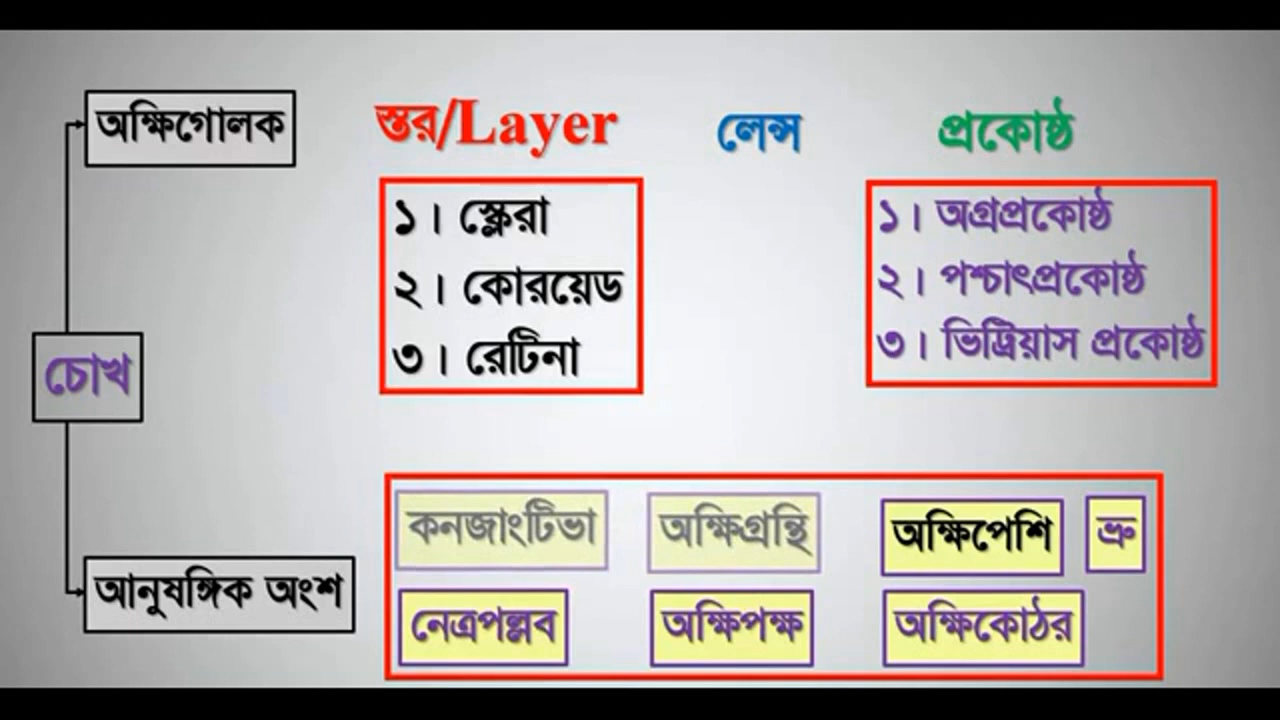 অক্ষিগোলক
স্তর/Layer
লেন্স
প্রকোষ্ঠ
১। স্ক্লেরা
২। কোরয়েড
৩। রেটিনা
১। অগ্রপ্রকোষ্ঠ
২। পশ্চাৎপ্রকোষ্ঠ
৩। ভিট্রিয়াস প্রকোষ্ঠ
চোখ
আনুষঙ্গিক অংশ
কনজাংটিভা
অক্ষিগ্রন্থি
অক্ষিপেশি
ভ্রু
নেত্রপল্লব
অক্ষিপক্ষ
অক্ষিকোঠর